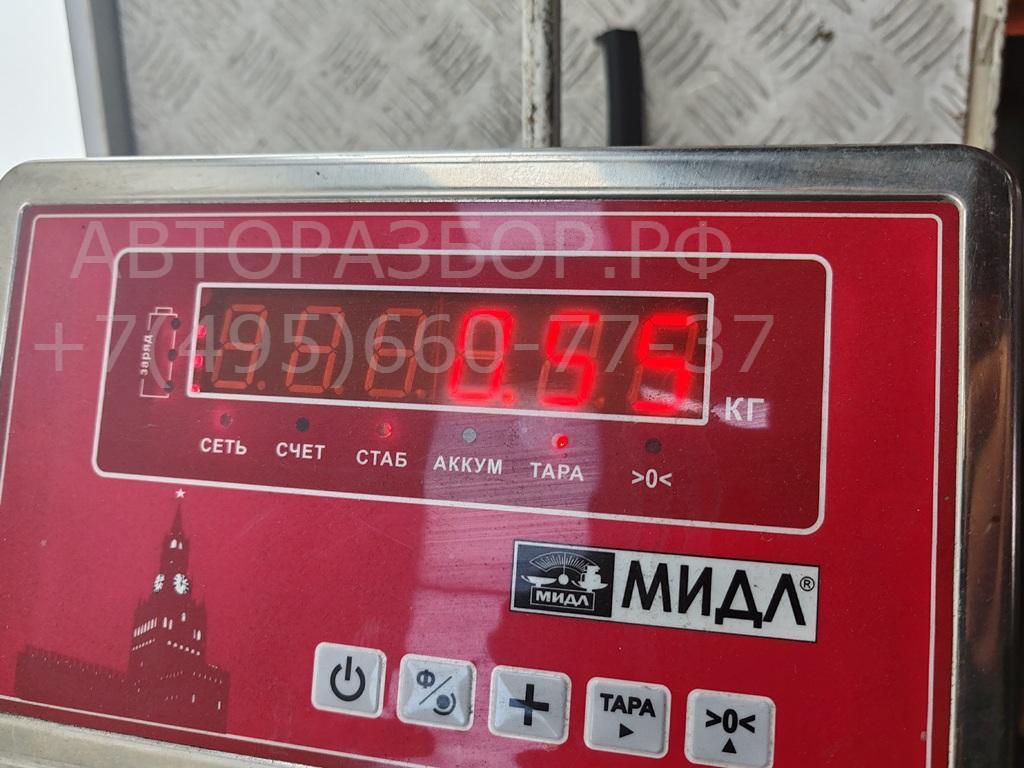 АВТОРАЗБОР.РФ
+7(495)660-77-37
заряд
0.55
КГ
СЕТЬ СЧЕТ СТАБ АККУМ ТАРА >0<
МИДЛ
МИДЛ®
Ф
ТАРА >0<